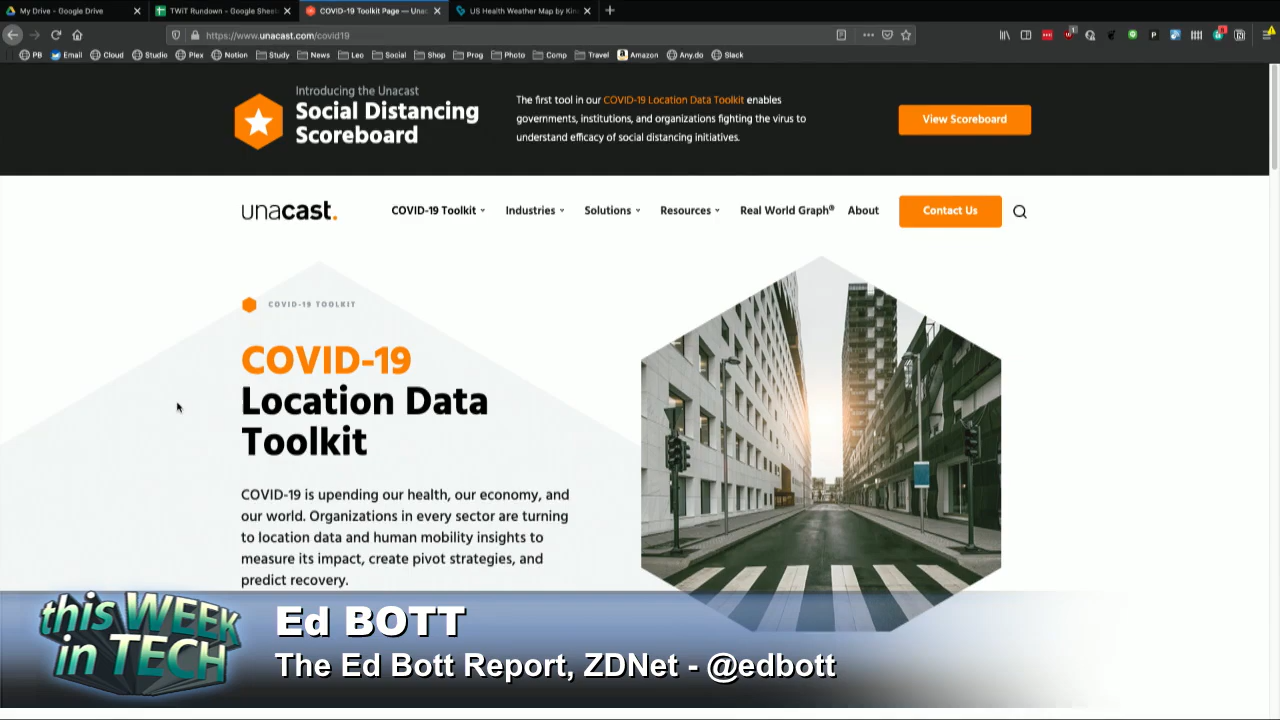 My Drive - Google Drive
TWiT Rundown - Google Shee
COVID-19 Toolkit Page — Una
US Health Weather Map by Kin
https://www.unacast.com/covid19
PB Email Cloud Studio Plex Notion Study News Leo Social Shop Prog Photo Comp Travel Amazon Any.do Slack
Introducing the Unacast
Social Distancing
Scoreboard
The first tool in our COVID-19 Location Data Toolkit enables
governments, institutions, and organizations fighting the virus to
understand efficacy of social distancing initiatives.
View Scoreboard
unacast.
COVID-19 Toolkit Industries Solutions Resources Real World Graph® About Contact Us
COVID-19 TOOLKIT
COVID-19
Location Data
Toolkit
COVID-19 is upending our health, our economy, and
our world. Organizations in every sector are turning
to location data and human mobility insights to
measure its impact, create pivot strategies, and
predict recovery.
this WEEK
in TECH
Ed BOTT
The Ed Bott Report, ZDNet - @edbott